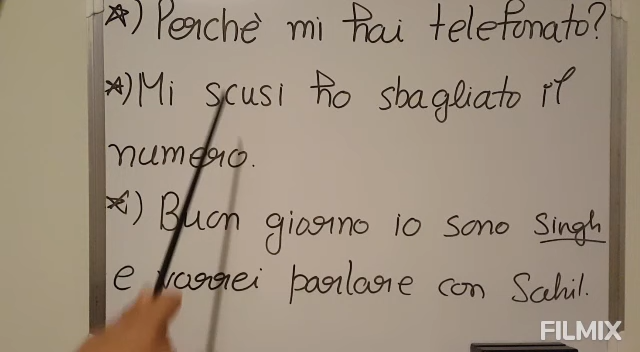 ☆) Perchè mi hai telefonato?
☆) Mi scusi ho sbagliato il
numero.
☆) Buon giorno io sono Singh
e vorrei parlare con Sahil.
FILMIX